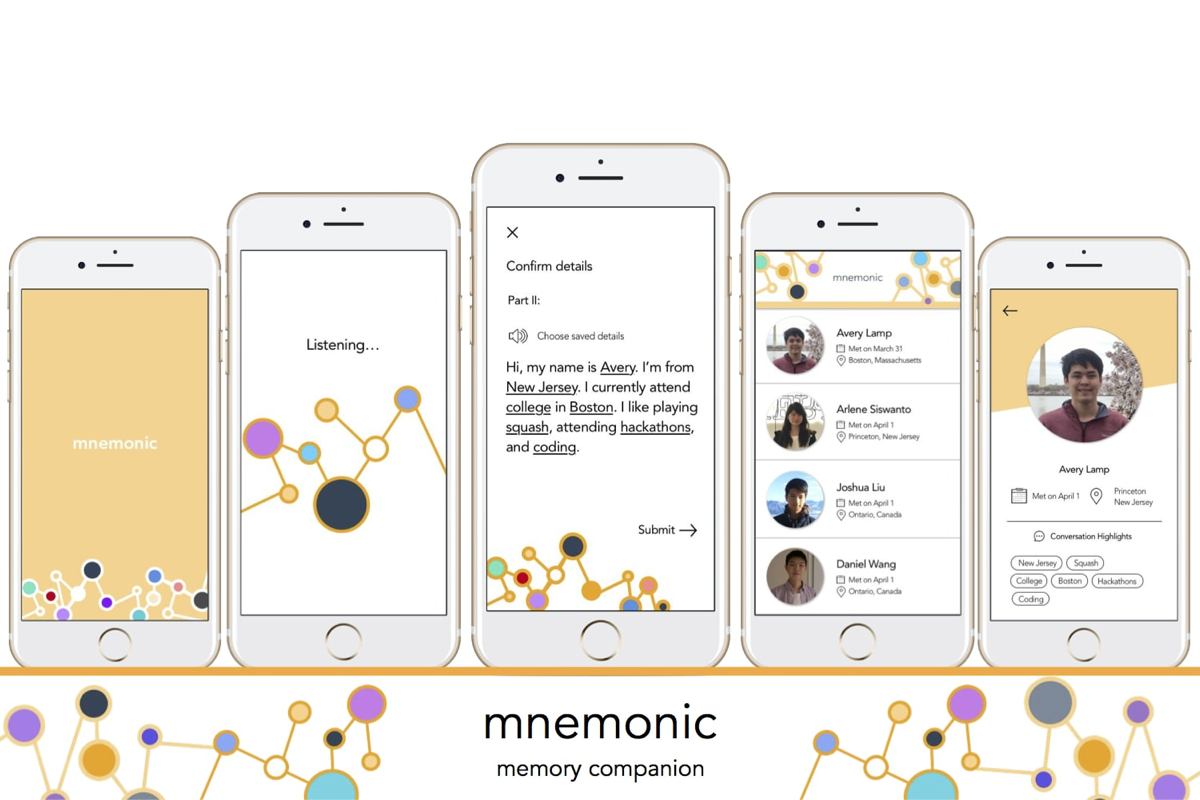 mnemonic
Listening...
Confirm details
Part II:
Choose saved details
Hi, my name is Avery. I'm from
New Jersey. I currently attend
college in Boston. I like playing
squash, attending hackathons,
and coding.
Submit
mnemonic
Avery Lamp
Met on March 31
Boston, Massachusetts
Arlene Siswanto
Met on April 1
Princeton, New Jersey
Joshua Liu
Met on April 1
Ontario, Canada
Daniel Wang
Met on April 1
Ontario, Canada
Avery Lamp
Met on April 1
Princeton
New Jersey
Conversation Highlights
New Jersey
Squash
College
Boston
Hackathons
Coding
mnemonic
memory companion